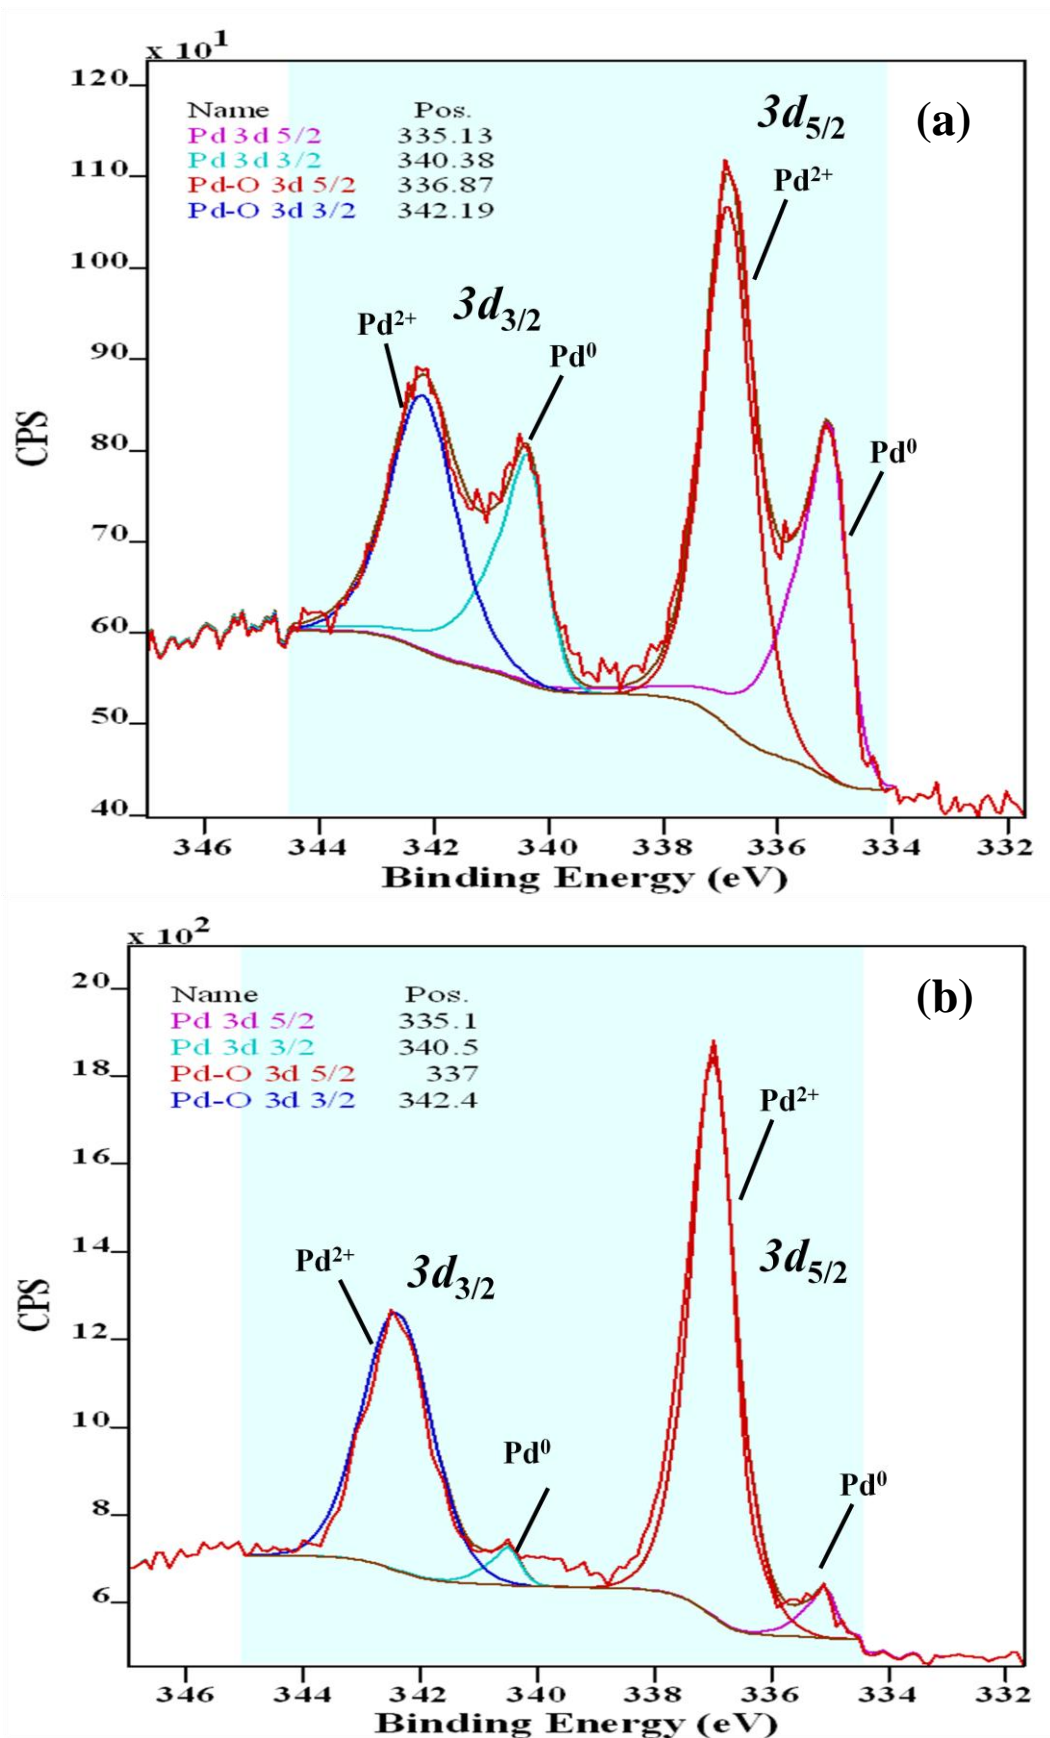 x 10¹
120
110
100
90
80
70
60
50
40
CPS
Name Pos.
Pd 3d 5/2 335.13
Pd 3d 3/2 340.38
Pd-O 3d 5/2 336.87
Pd-O 3d 3/2 342.19
(a)
3d₅/₂
Pd²⁺
3d₃/₂
Pd²⁺
Pd⁰
Pd⁰
346 344 342 340 338 336 334 332
Binding Energy (eV)
x 10²
20
18
16
14
12
10
8
6
CPS
Name Pos.
Pd 3d 5/2 335.1
Pd 3d 3/2 340.5
Pd-O 3d 5/2 337
Pd-O 3d 3/2 342.4
(b)
Pd²⁺
3d₅/₂
Pd²⁺
3d₃/₂
Pd⁰
Pd⁰
346 344 342 340 338 336 334 332
Binding Energy (eV)